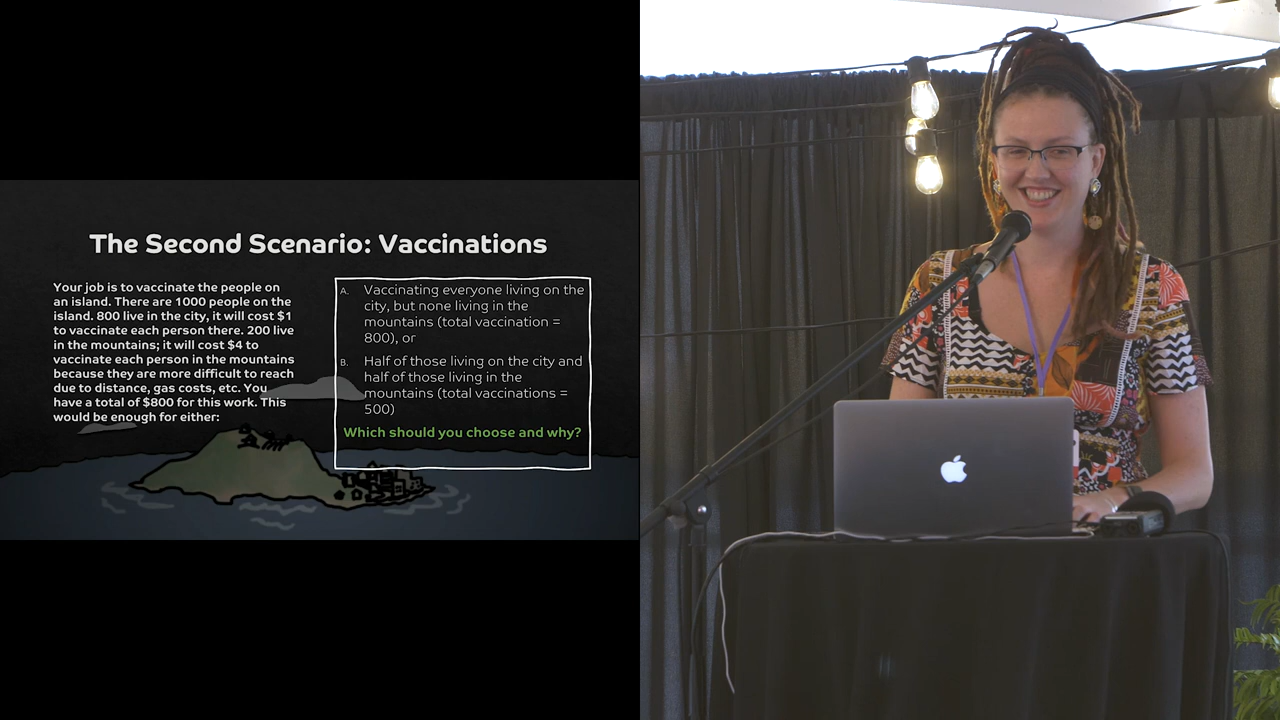 The Second Scenario: Vaccinations
Your job is to vaccinate the people on
an island. There are 1000 people on the
island. 800 live in the city, it will cost $1
to vaccinate each person there. 200 live
in the mountains; it will cost $4 to
vaccinate each person in the mountains
because they are more difficult to reach
due to distance, gas costs, etc. You
have a total of $800 for this work. This
would be enough for either:
A. Vaccinating everyone living on the
city, but none living in the
mountains (total vaccination =
800), or
B. Half of those living on the city and
half of those living in the
mountains (total vaccinations =
500)
Which should you choose and why?